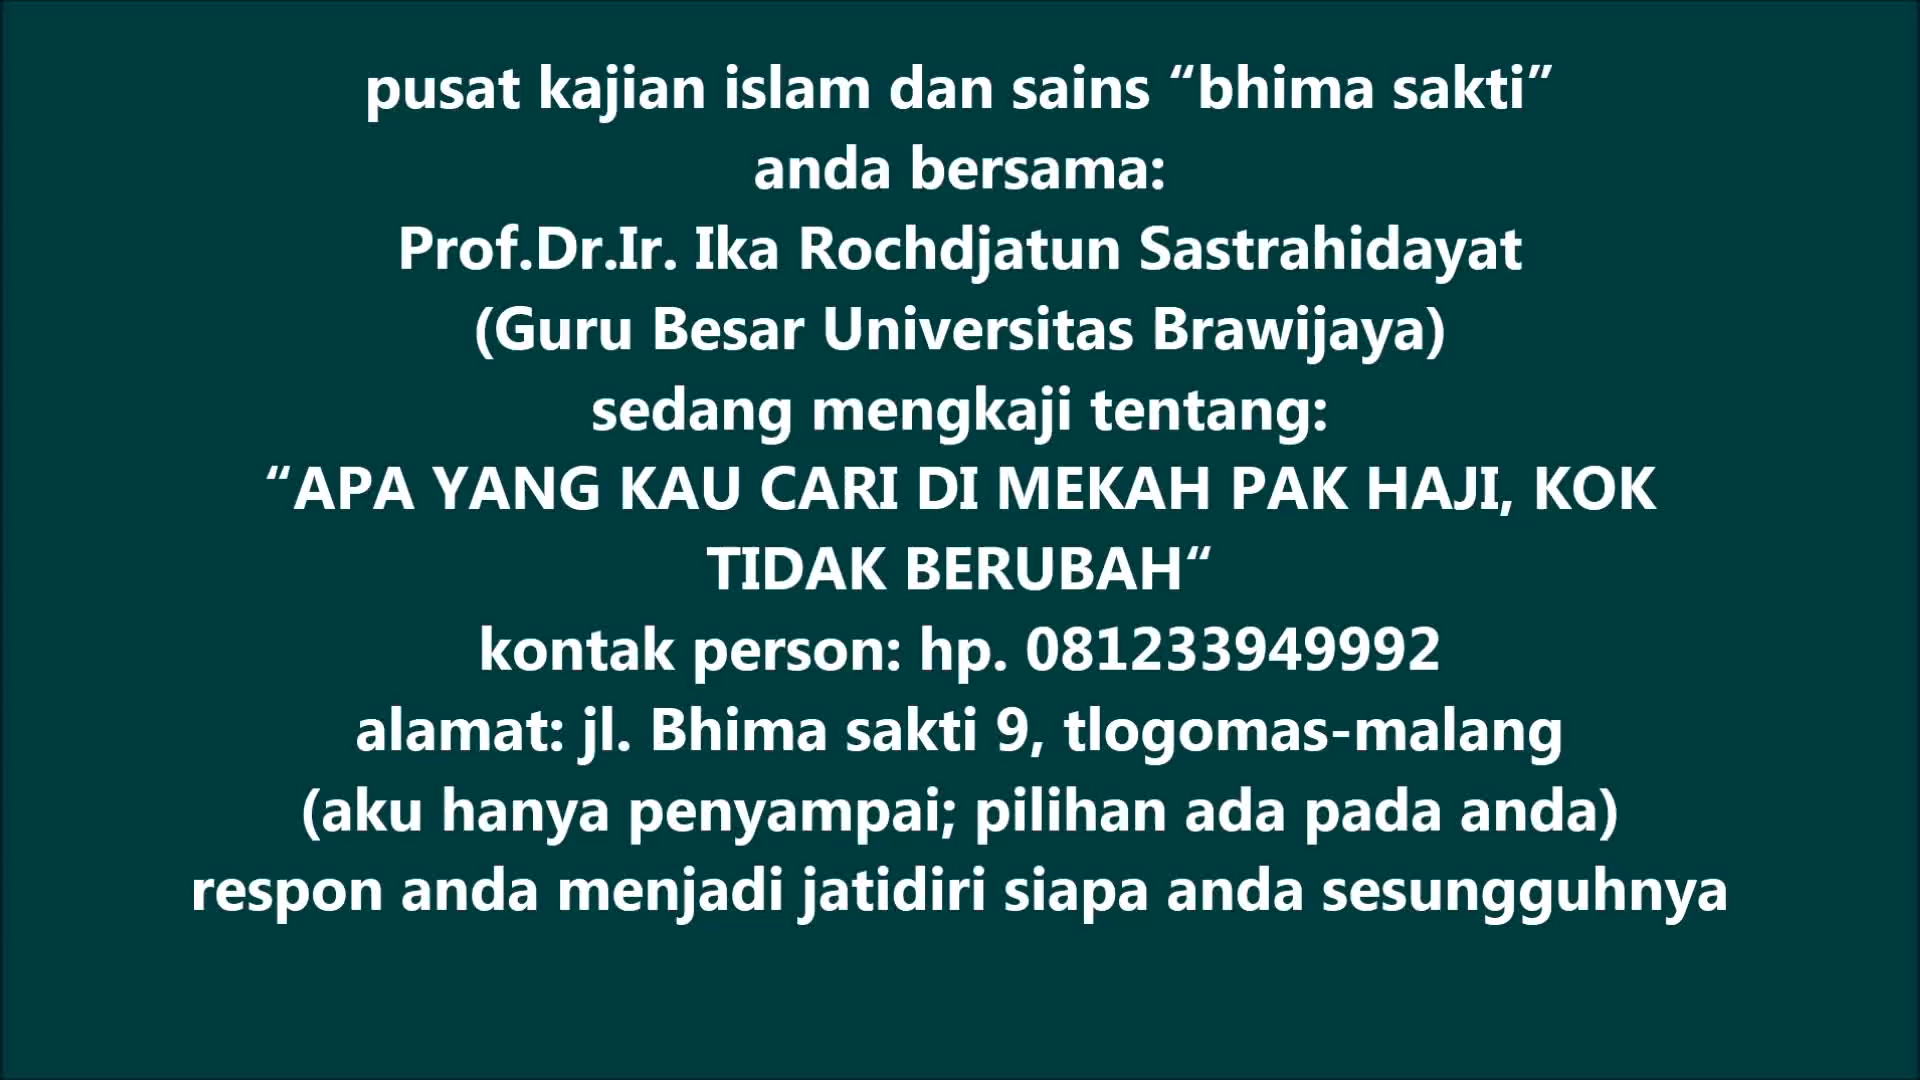 pusat kajian islam dan sains “bhima sakti”
anda bersama:
Prof.Dr.Ir. Ika Rochdjatun Sastrahidayat
(Guru Besar Universitas Brawijaya)
sedang mengkaji tentang:
“APA YANG KAU CARI DI MEKAH PAK HAJI, KOK
TIDAK BERUBAH“
kontak person: hp. 081233949992
alamat: jl. Bhima sakti 9, tlogomas-malang
(aku hanya penyampai; pilihan ada pada anda)
respon anda menjadi jatidiri siapa anda sesungguhnya